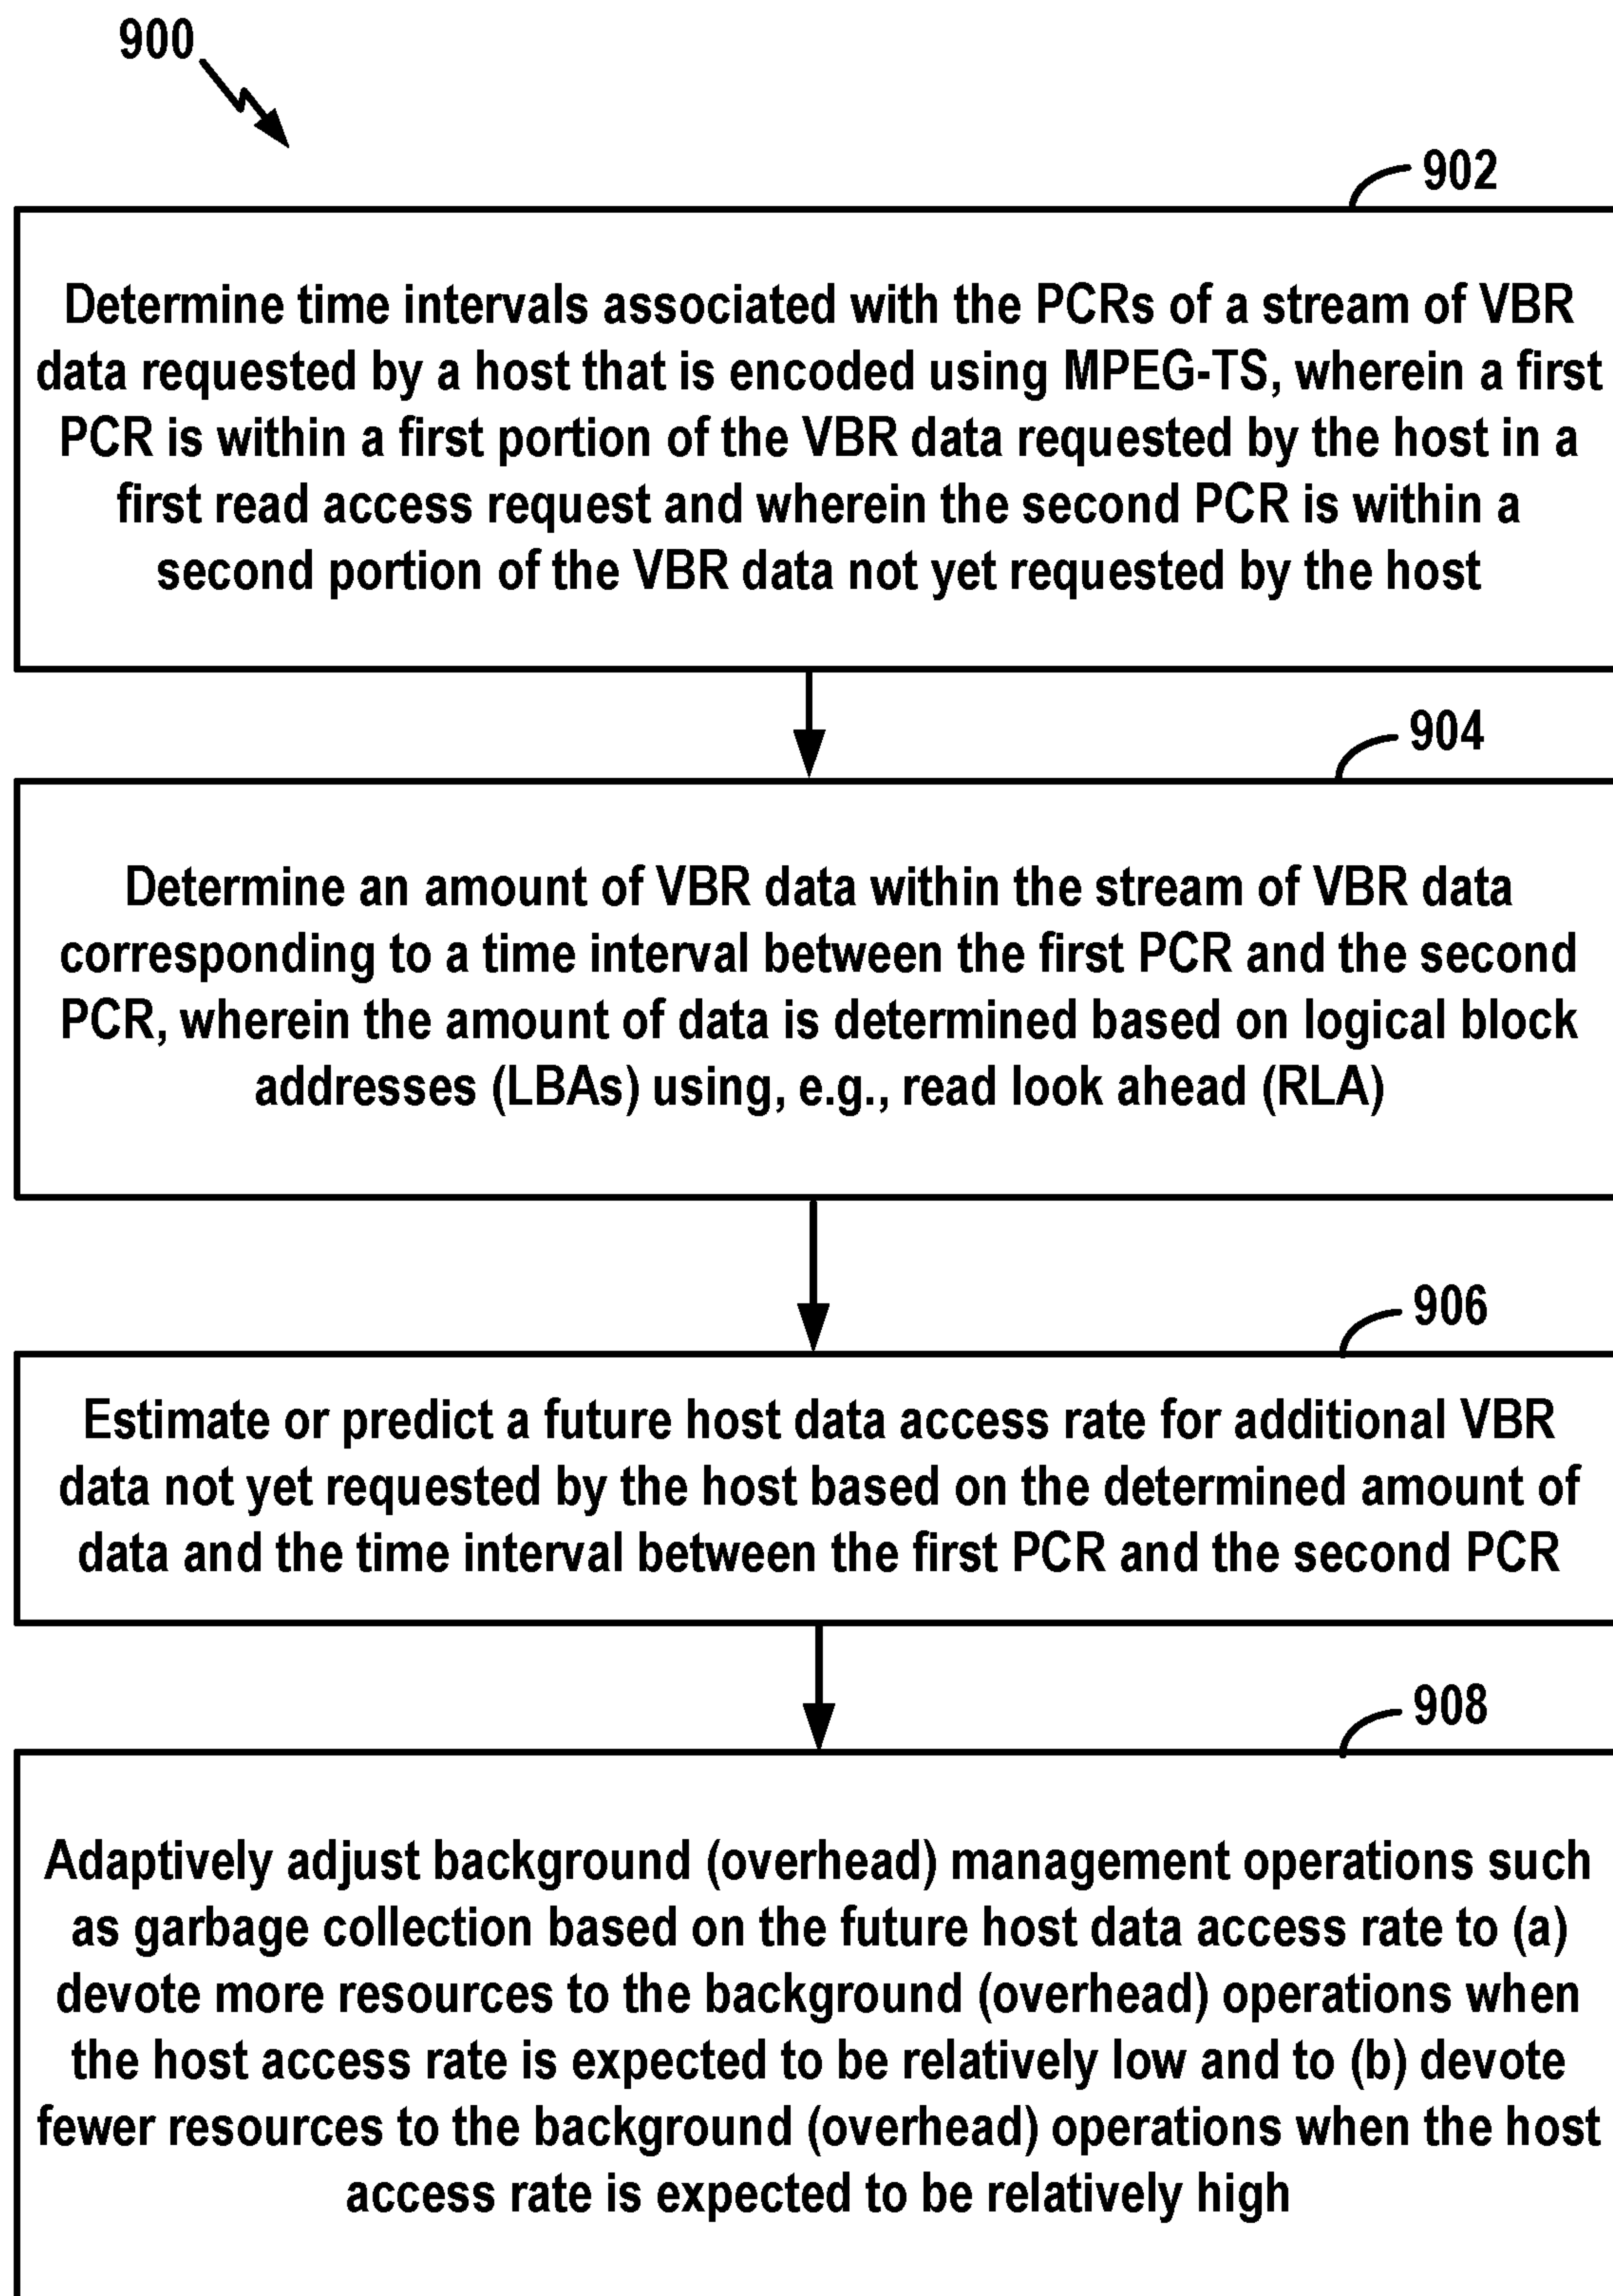 900
902
Determine time intervals associated with the PCRs of a stream of VBR
data requested by a host that is encoded using MPEG-TS, wherein a first
PCR is within a first portion of the VBR data requested by the host in a
first read access request and wherein the second PCR is within a
second portion of the VBR data not yet requested by the host
904
Determine an amount of VBR data within the stream of VBR data
corresponding to a time interval between the first PCR and the second
PCR, wherein the amount of data is determined based on logical block
addresses (LBAs) using, e.g., read look ahead (RLA)
906
Estimate or predict a future host data access rate for additional VBR
data not yet requested by the host based on the determined amount of
data and the time interval between the first PCR and the second PCR
908
Adaptively adjust background (overhead) management operations such
as garbage collection based on the future host data access rate to (a)
devote more resources to the background (overhead) operations when
the host access rate is expected to be relatively low and to (b) devote
fewer resources to the background (overhead) operations when the host
access rate is expected to be relatively high